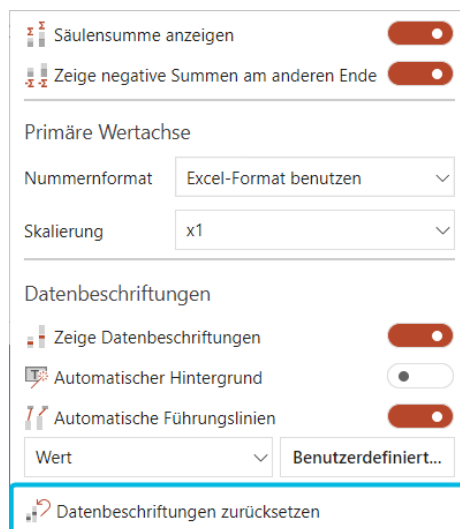 Säulensumme anzeigen
Zeige negative Summen am anderen Ende
Primäre Wertachse
Nummernformat Excel-Format benutzen
Skalierung x1
Datenbeschriftungen
Zeige Datenbeschriftungen
Automatischer Hintergrund
Automatische Führungslinien
Wert Benutzerdefiniert...
Datenbeschriftungen zurücksetzen